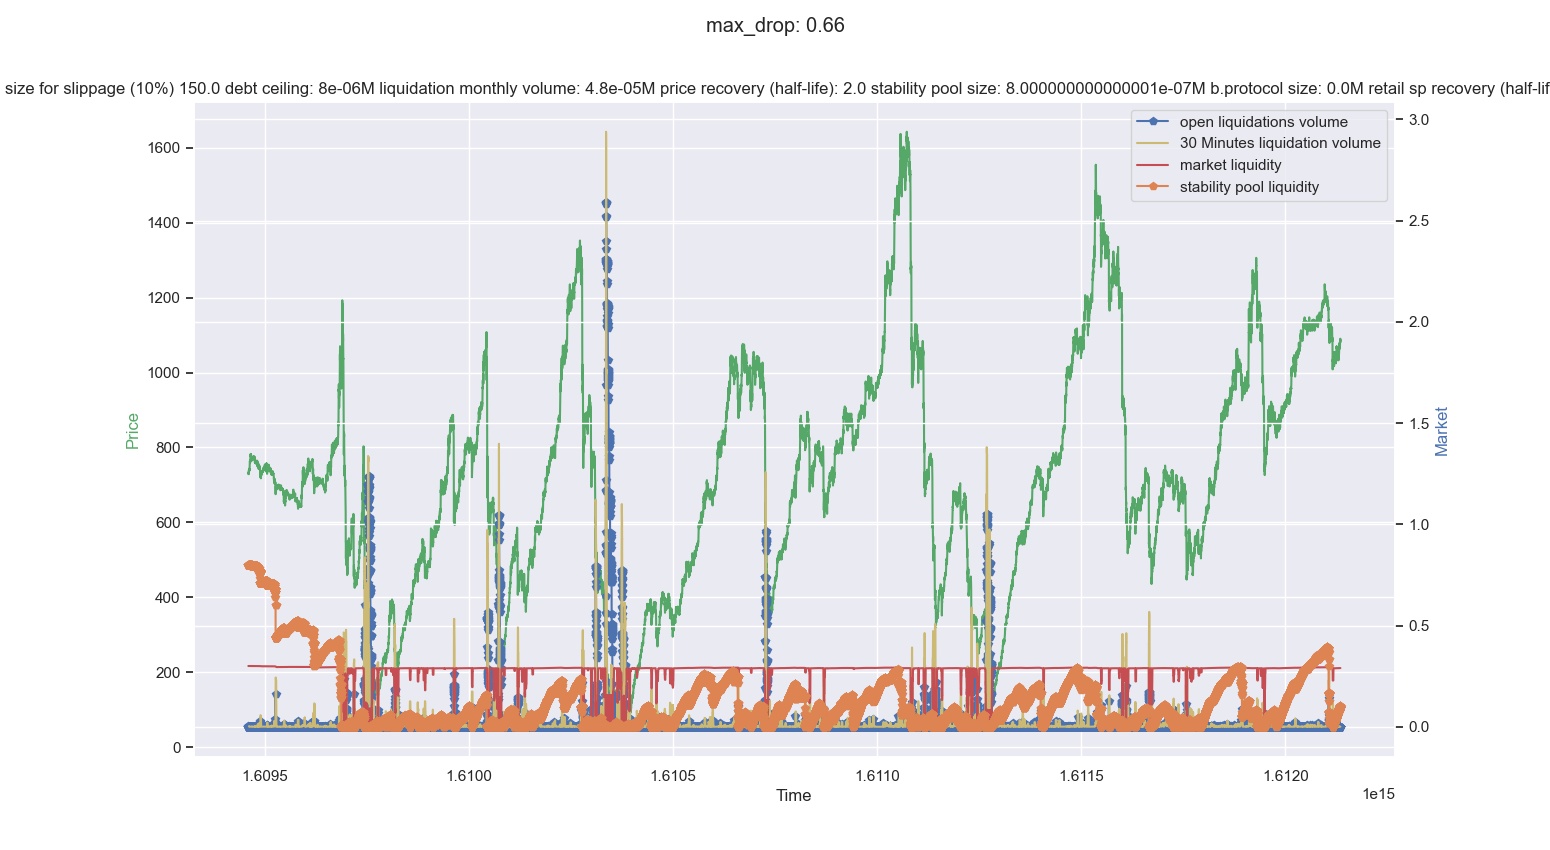 max_drop: 0.66
size for slippage (10%) 150.0 debt ceiling: 8e-06M liquidation monthly volume: 4.8e-05M price recovery (half-life): 2.0 stability pool size: 8.000000000000001e-07M b.protocol size: 0.0M retail sp recovery (half-lif
open liquidations volume
30 Minutes liquidation volume
market liquidity
stability pool liquidity
1600
1400
1200
1000
800
600
400
200
0
Price
3.0
2.5
2.0
1.5
1.0
0.5
0.0
Market
1.6095 1.6100 1.6105 1.6110 1.6115 1.6120
Time
1e15